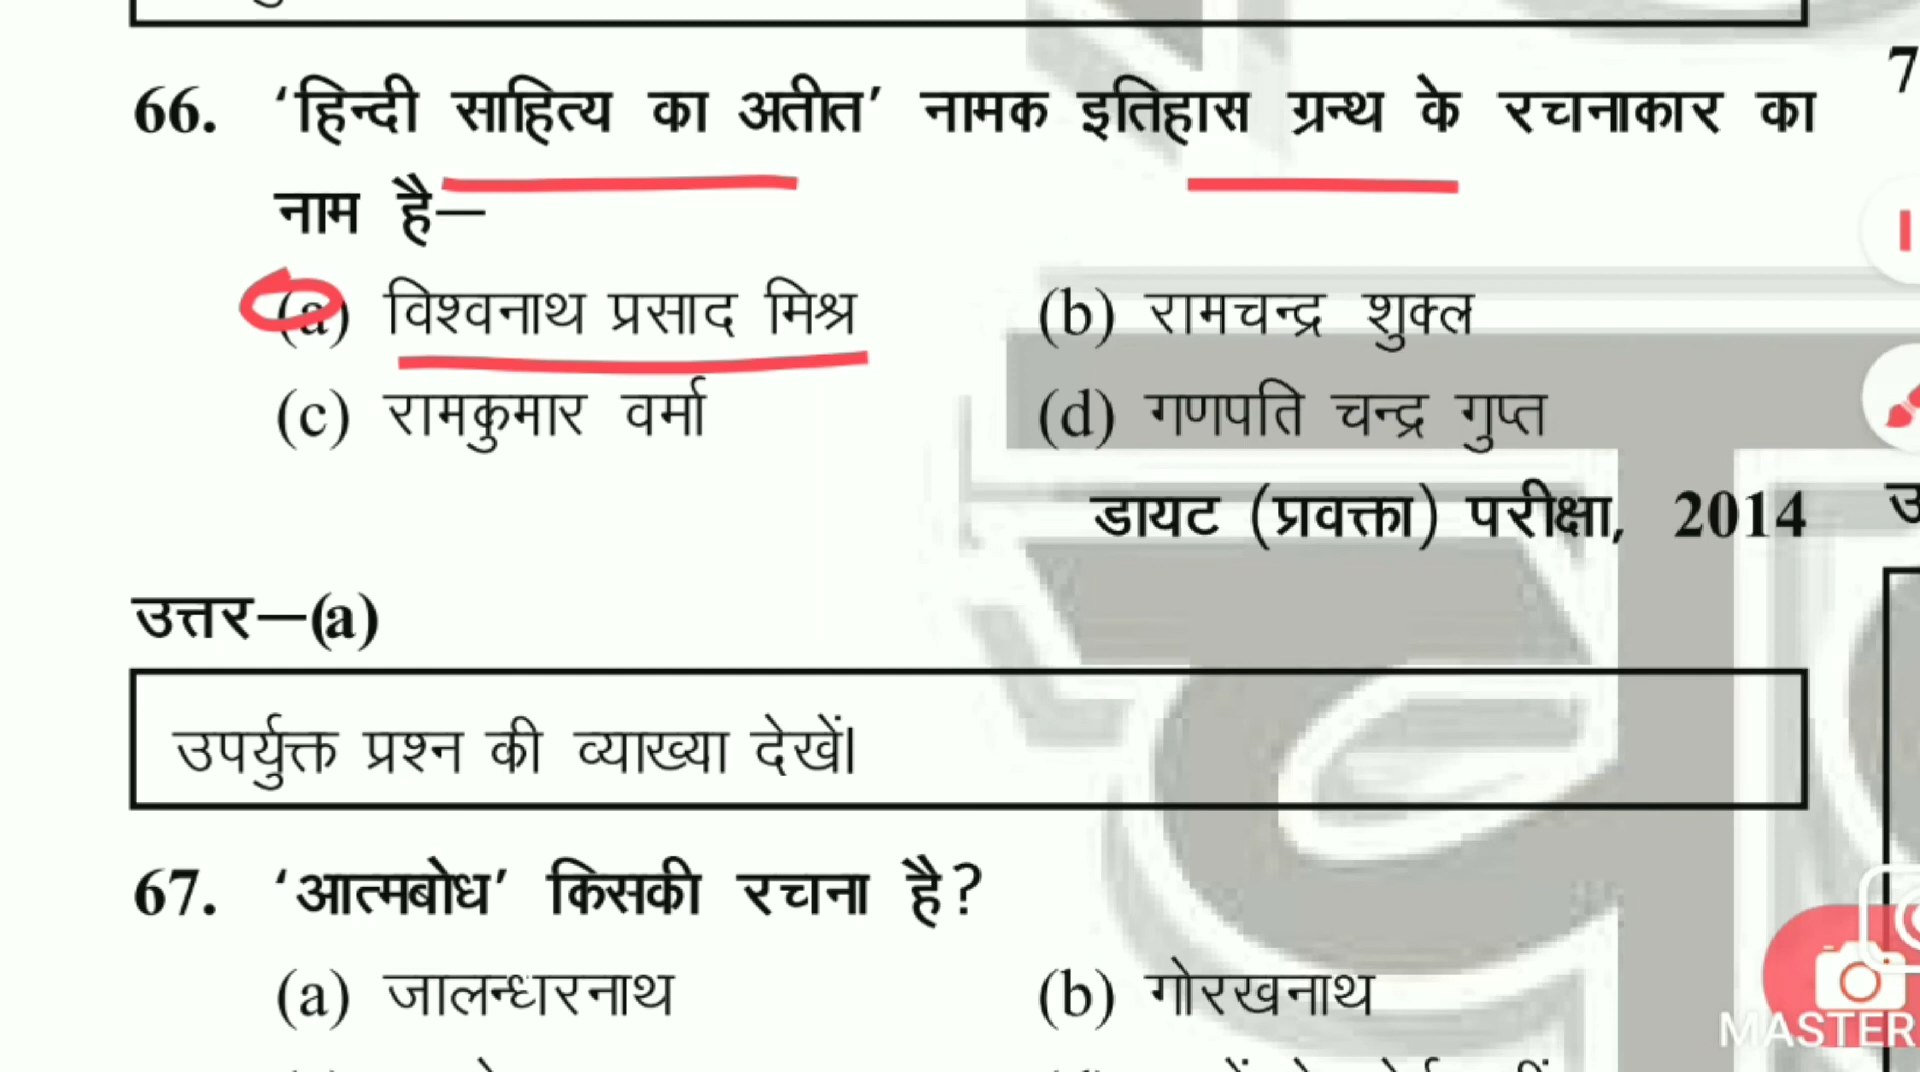 66. ‘हिन्दी साहित्य का अतीत’ नामक इतिहास ग्रन्थ के रचनाकार का
नाम है—
(a) विश्वनाथ प्रसाद मिश्र (b) रामचन्द्र शुक्ल
(c) रामकुमार वर्मा (d) गणपति चन्द्र गुप्त
डायट (प्रवक्ता) परीक्षा, 2014
उत्तर—(a)
उपर्युक्त प्रश्न की व्याख्या देखें।
67. ‘आत्मबोध’ किसकी रचना है?
(a) जालन्धरनाथ (b) गोरखनाथ
MASTER